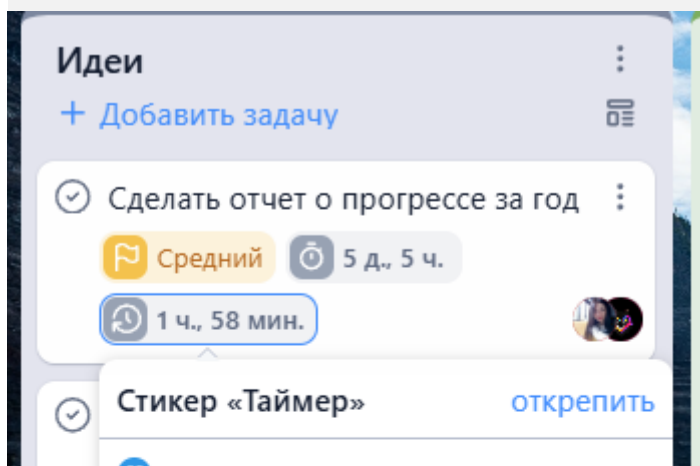 Идеи
+ Добавить задачу
Сделать отчет о прогрессе за год
Средний 5 д., 5 ч.
1 ч., 58 мин.
Стикер «Таймер» открепить